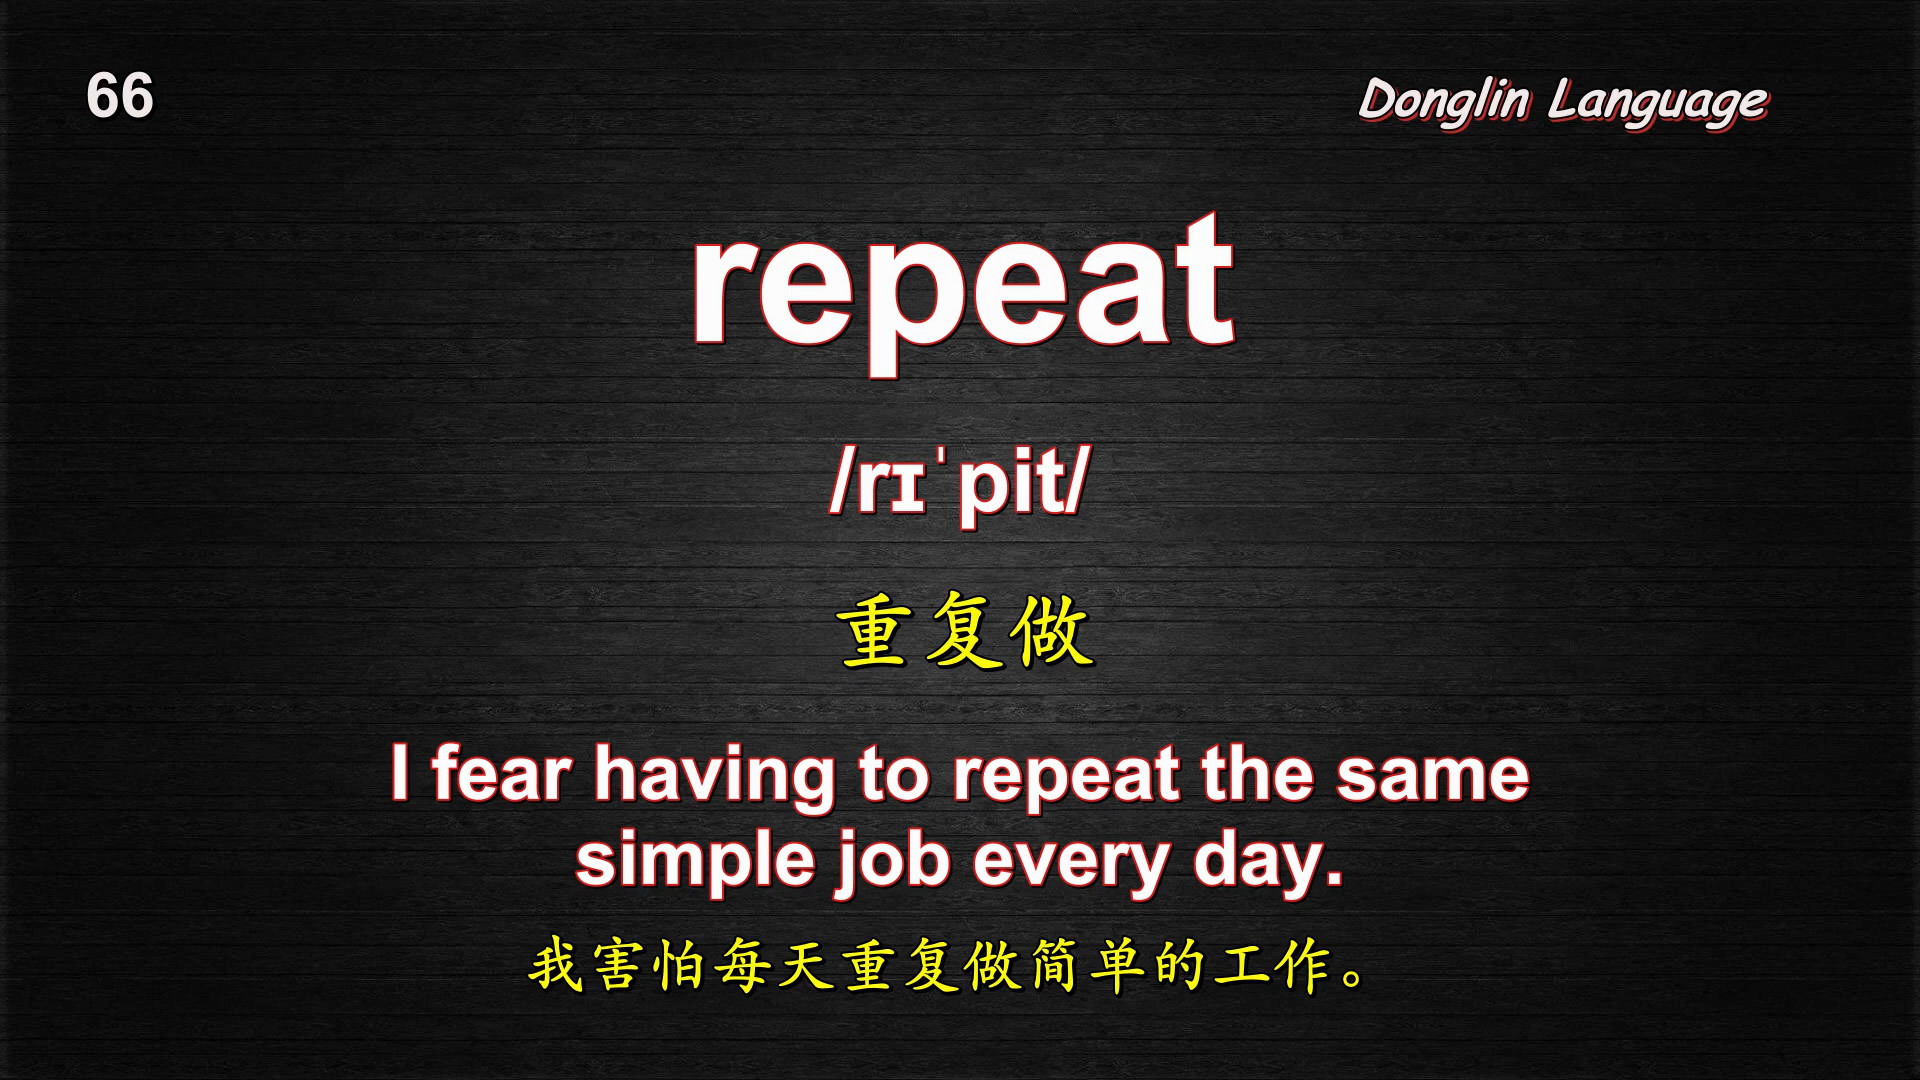 66
Donglin Language
repeat
/rɪˈpit/
重复做
I fear having to repeat the same
simple job every day.
我害怕每天重复做简单的工作。